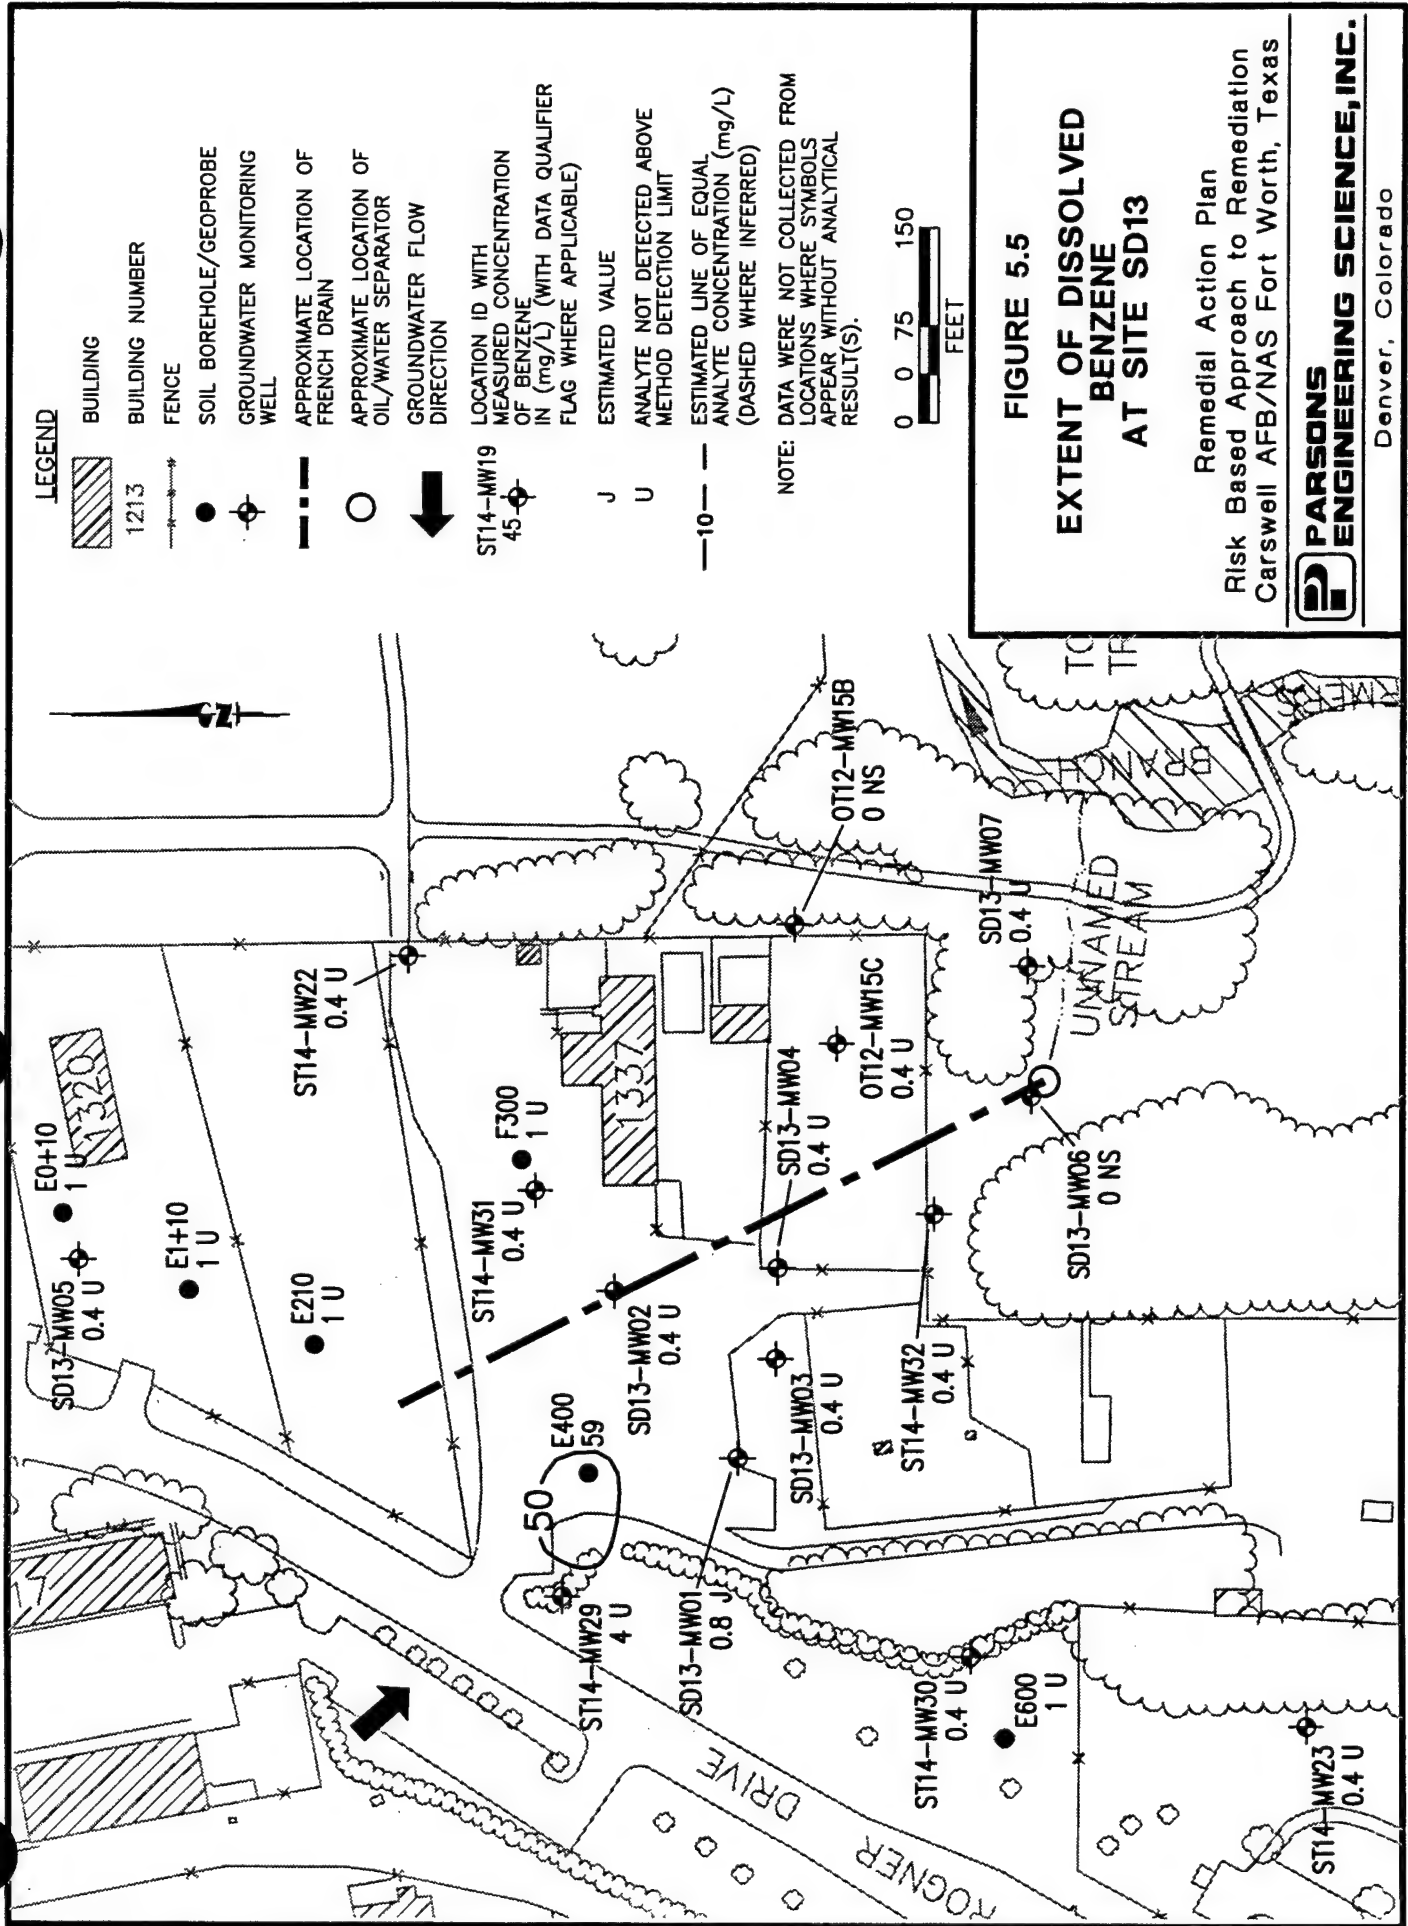 LEGEND
BUILDING
1213
BUILDING NUMBER
FENCE
SOIL BOREHOLE/GEOPROBE
GROUNDWATER MONITORING
WELL
APPROXIMATE LOCATION OF
FRENCH DRAIN
APPROXIMATE LOCATION OF
OIL/WATER SEPARATOR
GROUNDWATER FLOW
DIRECTION
ST14-MW19
45
LOCATION ID WITH
MEASURED CONCENTRATION
OF BENZENE
IN (mg/L) (WITH DATA QUALIFIER
FLAG WHERE APPLICABLE)
J
ESTIMATED VALUE
U
ANALYTE NOT DETECTED ABOVE
METHOD DETECTION LIMIT
10
ESTIMATED LINE OF EQUAL
ANALYTE CONCENTRATION (mg/L)
(DASHED WHERE INFERRED)
NOTE: DATA WERE NOT COLLECTED FROM
LOCATIONS WHERE SYMBOLS
APPEAR WITHOUT ANALYTICAL
RESULT(S).
0 75 0 150
FEET
FIGURE 5.5
EXTENT OF DISSOLVED
BENZENE
AT SITE SD13
Remedial Action Plan
Risk Based Approach to Remediation
Carswell AFB/NAS Fort Worth, Texas
PARSONS
ENGINEERING SCIENCE, INC.
Denver, Colorado
N
17
1320
1337
E0+10
1 U
SD13-MW05
0.4 U
E1+10
1 U
E210
1 U
ST14-MW22
0.4 U
F300
1 U
ST14-MW31
0.4 U
SD13-MW02
0.4 U
E400
59
50
ST14-MW29
4 U
SD13-MW01
0.8 J
SD13-MW03
0.4 U
SD13-MW04
0.4 U
OT12-MW15C
0.4 U
OT12-MW15B
0 NS
SD13-MW07
0.4 U
SD13-MW06
0 NS
ST14-MW32
0.4 U
ST14-MW30
0.4 U
E600
1 U
ST14-MW23
0.4 U
ROGNER
DRIVE
UNNAMED
STREAM
BRANCH
RMERS
TO
TR